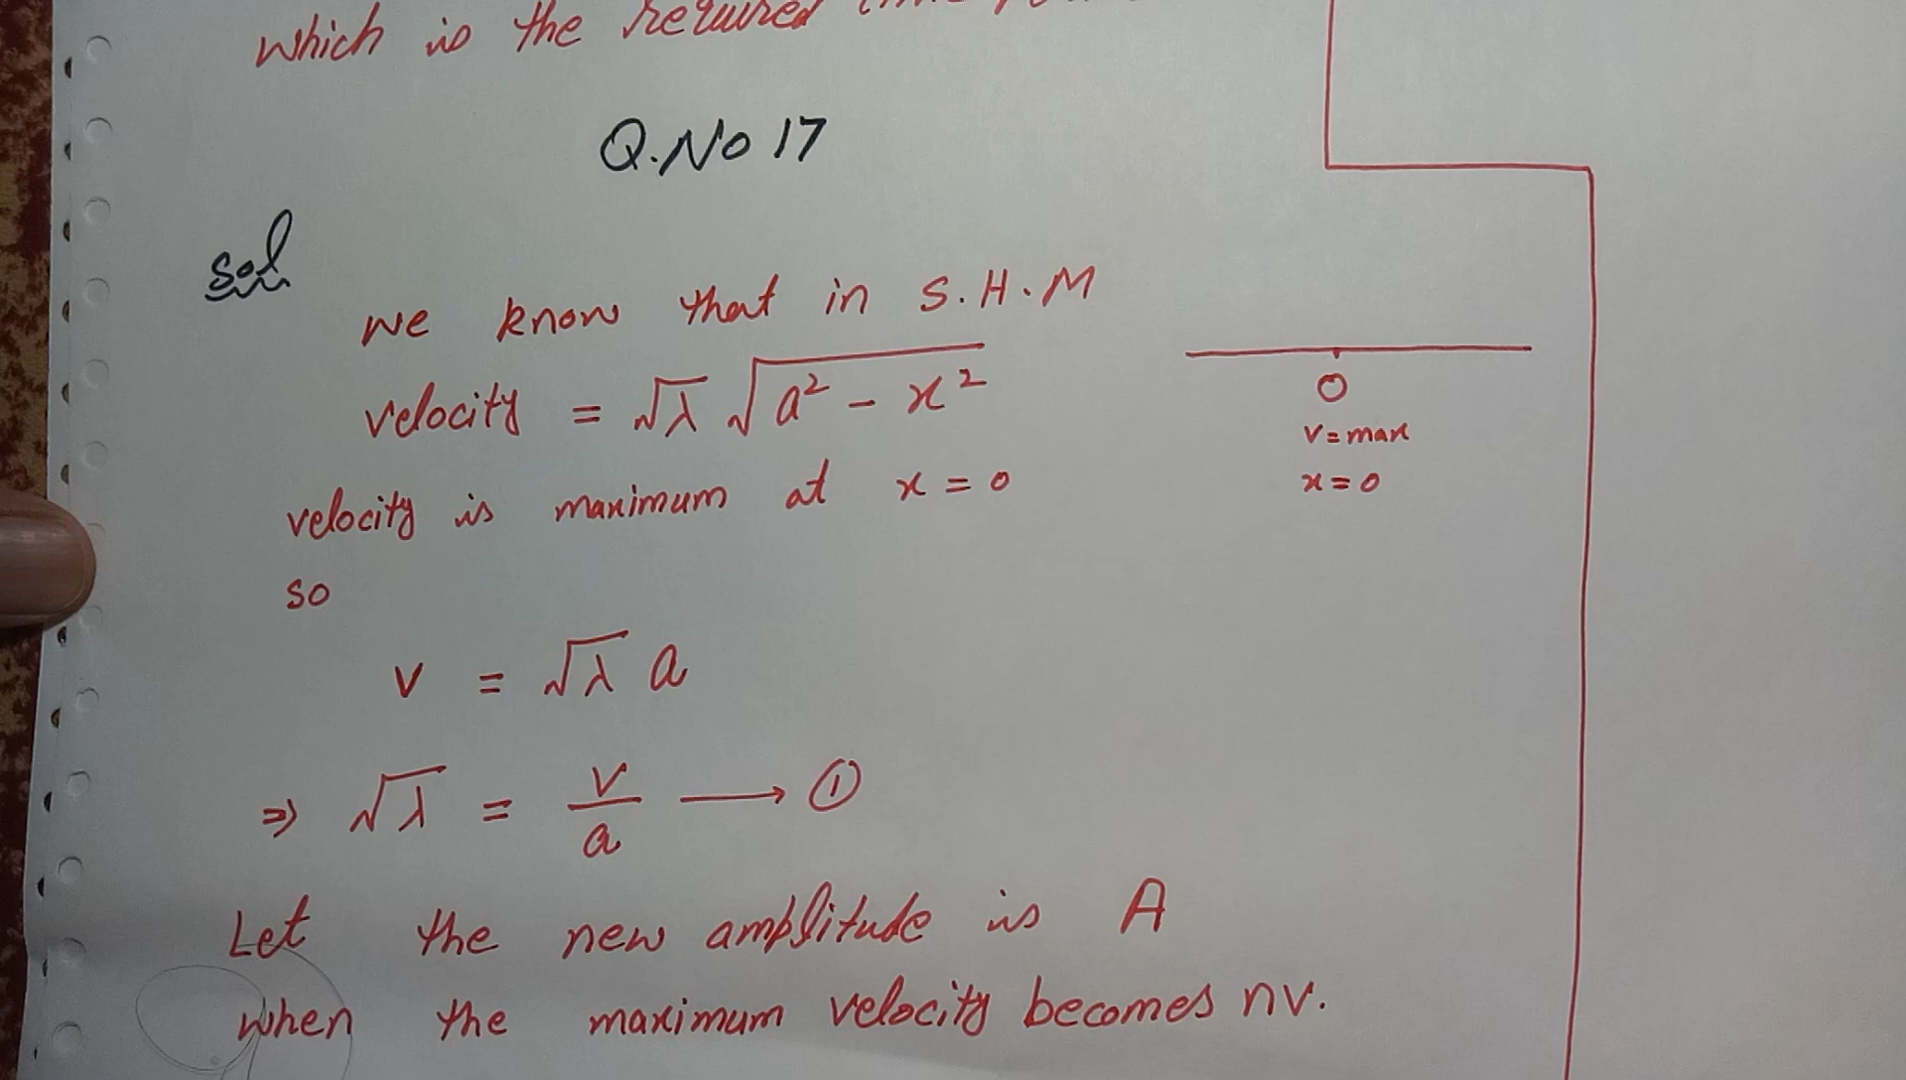 which is the required
Q.No 17
sol
we know that in S.H.M
velocity = √λ √a² - x²
O
v = max
x = 0
velocity is maximum at x = 0
so
v = √λ a
⇒ √λ = v/a ⟶ ①
Let the new amplitude is A
when the maximum velocity becomes nv.